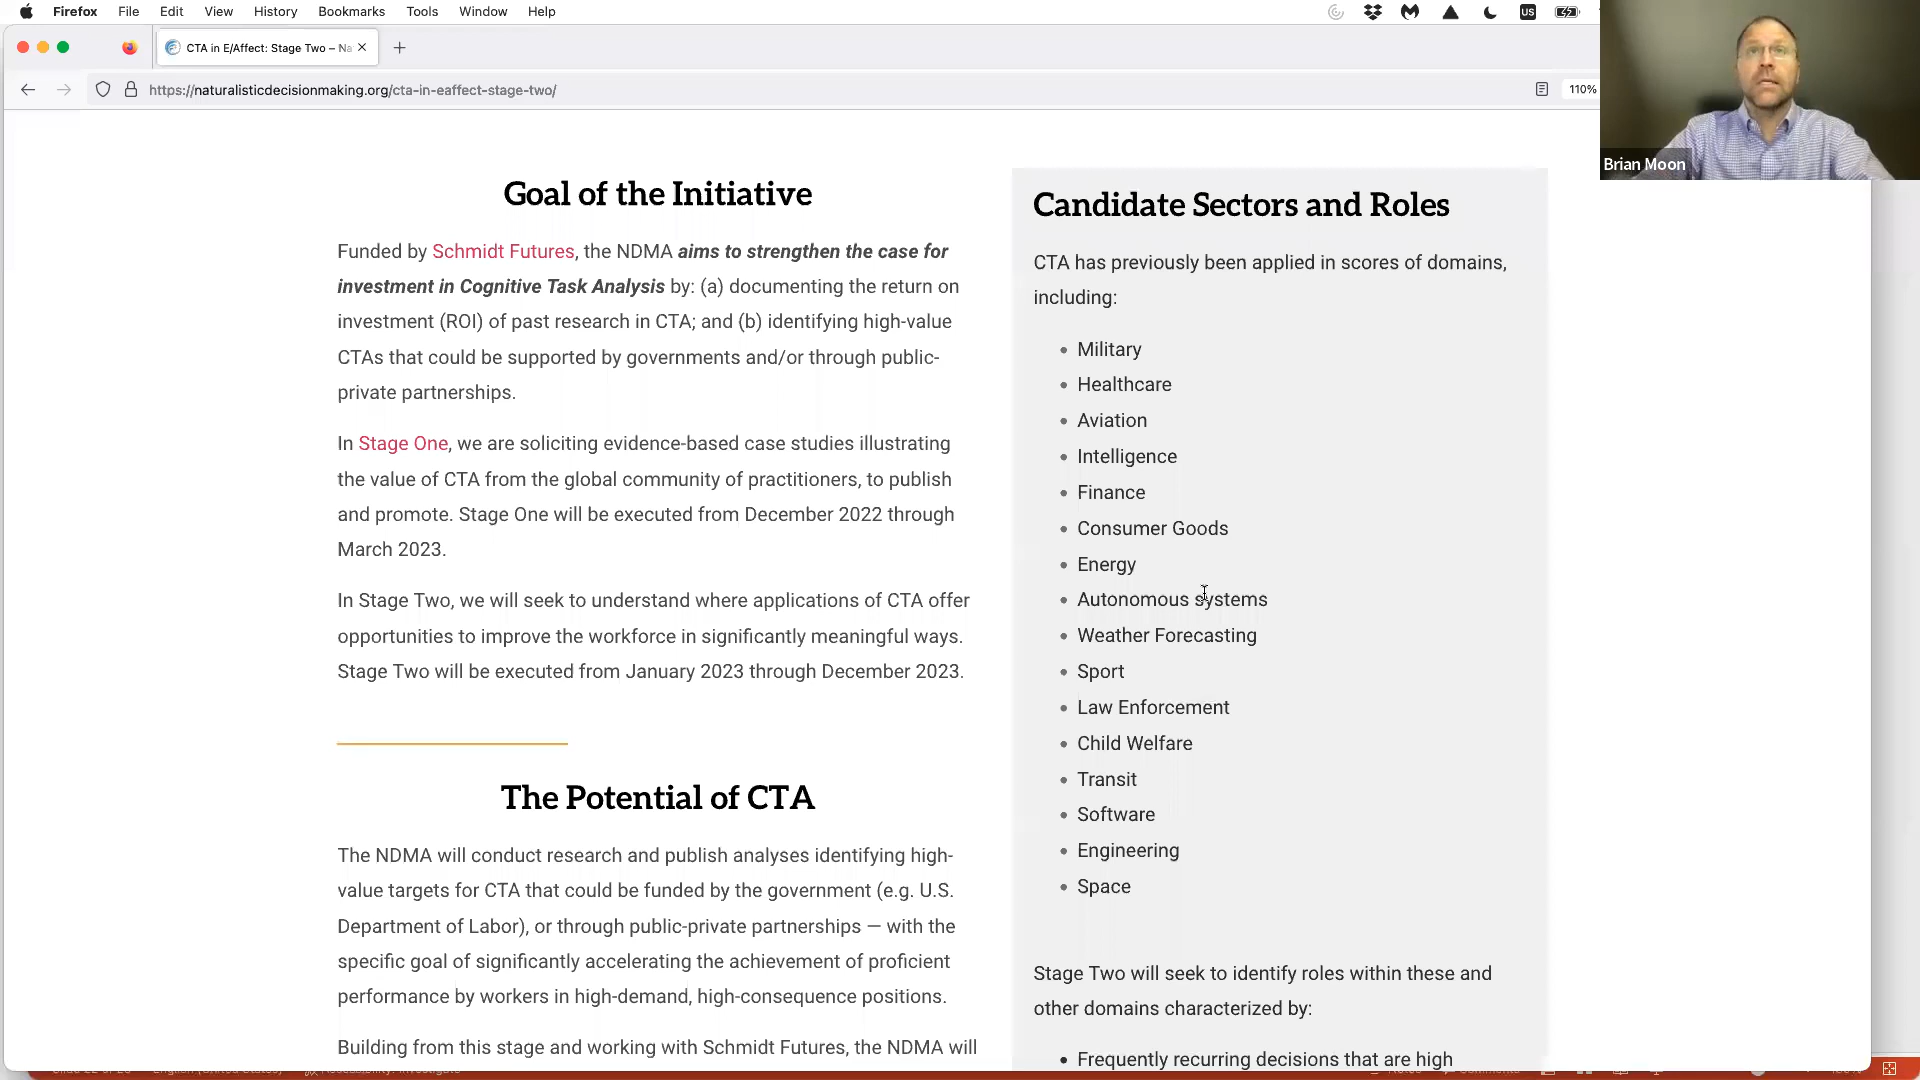 Firefox File Edit View History Bookmarks Tools Window Help
US
CTA in E/Affect: Stage Two – Na
https://naturalisticdecisionmaking.org/cta-in-eaffect-stage-two/
110%
Brian Moon
Goal of the Initiative
Funded by Schmidt Futures, the NDMA aims to strengthen the case for
investment in Cognitive Task Analysis by: (a) documenting the return on
investment (ROI) of past research in CTA; and (b) identifying high-value
CTAs that could be supported by governments and/or through public-
private partnerships.
In Stage One, we are soliciting evidence-based case studies illustrating
the value of CTA from the global community of practitioners, to publish
and promote. Stage One will be executed from December 2022 through
March 2023.
In Stage Two, we will seek to understand where applications of CTA offer
opportunities to improve the workforce in significantly meaningful ways.
Stage Two will be executed from January 2023 through December 2023.
The Potential of CTA
The NDMA will conduct research and publish analyses identifying high-
value targets for CTA that could be funded by the government (e.g. U.S.
Department of Labor), or through public-private partnerships — with the
specific goal of significantly accelerating the achievement of proficient
performance by workers in high-demand, high-consequence positions.
Building from this stage and working with Schmidt Futures, the NDMA will
Candidate Sectors and Roles
CTA has previously been applied in scores of domains,
including:
• Military
• Healthcare
• Aviation
• Intelligence
• Finance
• Consumer Goods
• Energy
• Autonomous systems
• Weather Forecasting
• Sport
• Law Enforcement
• Child Welfare
• Transit
• Software
• Engineering
• Space
Stage Two will seek to identify roles within these and
other domains characterized by:
• Frequently recurring decisions that are high